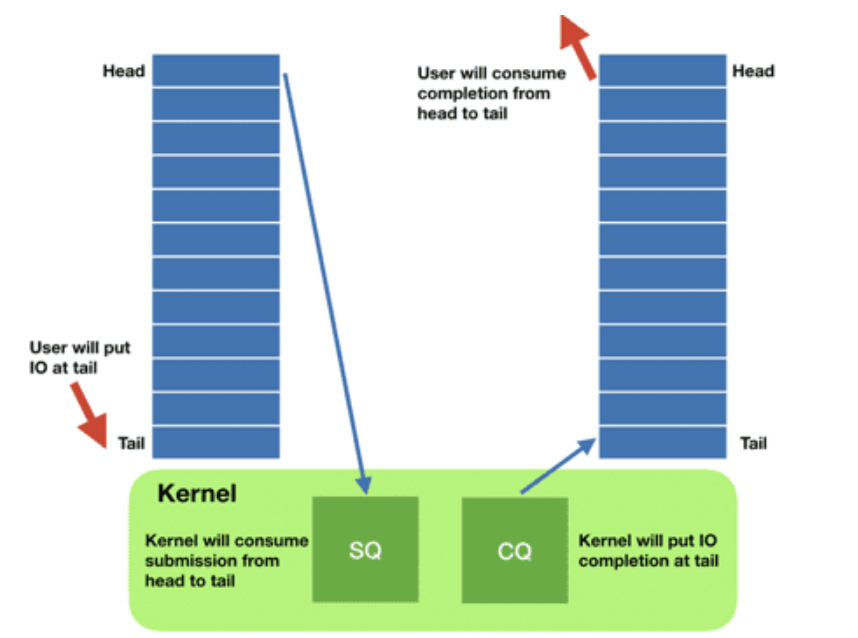 Head
User will consume
completion from
head to tail
Head
User will put
IO at tail
Tail
Tail
Kernel
Kernel will consume
submission from
head to tail
SQ
CQ
Kernel will put IO
completion at tail